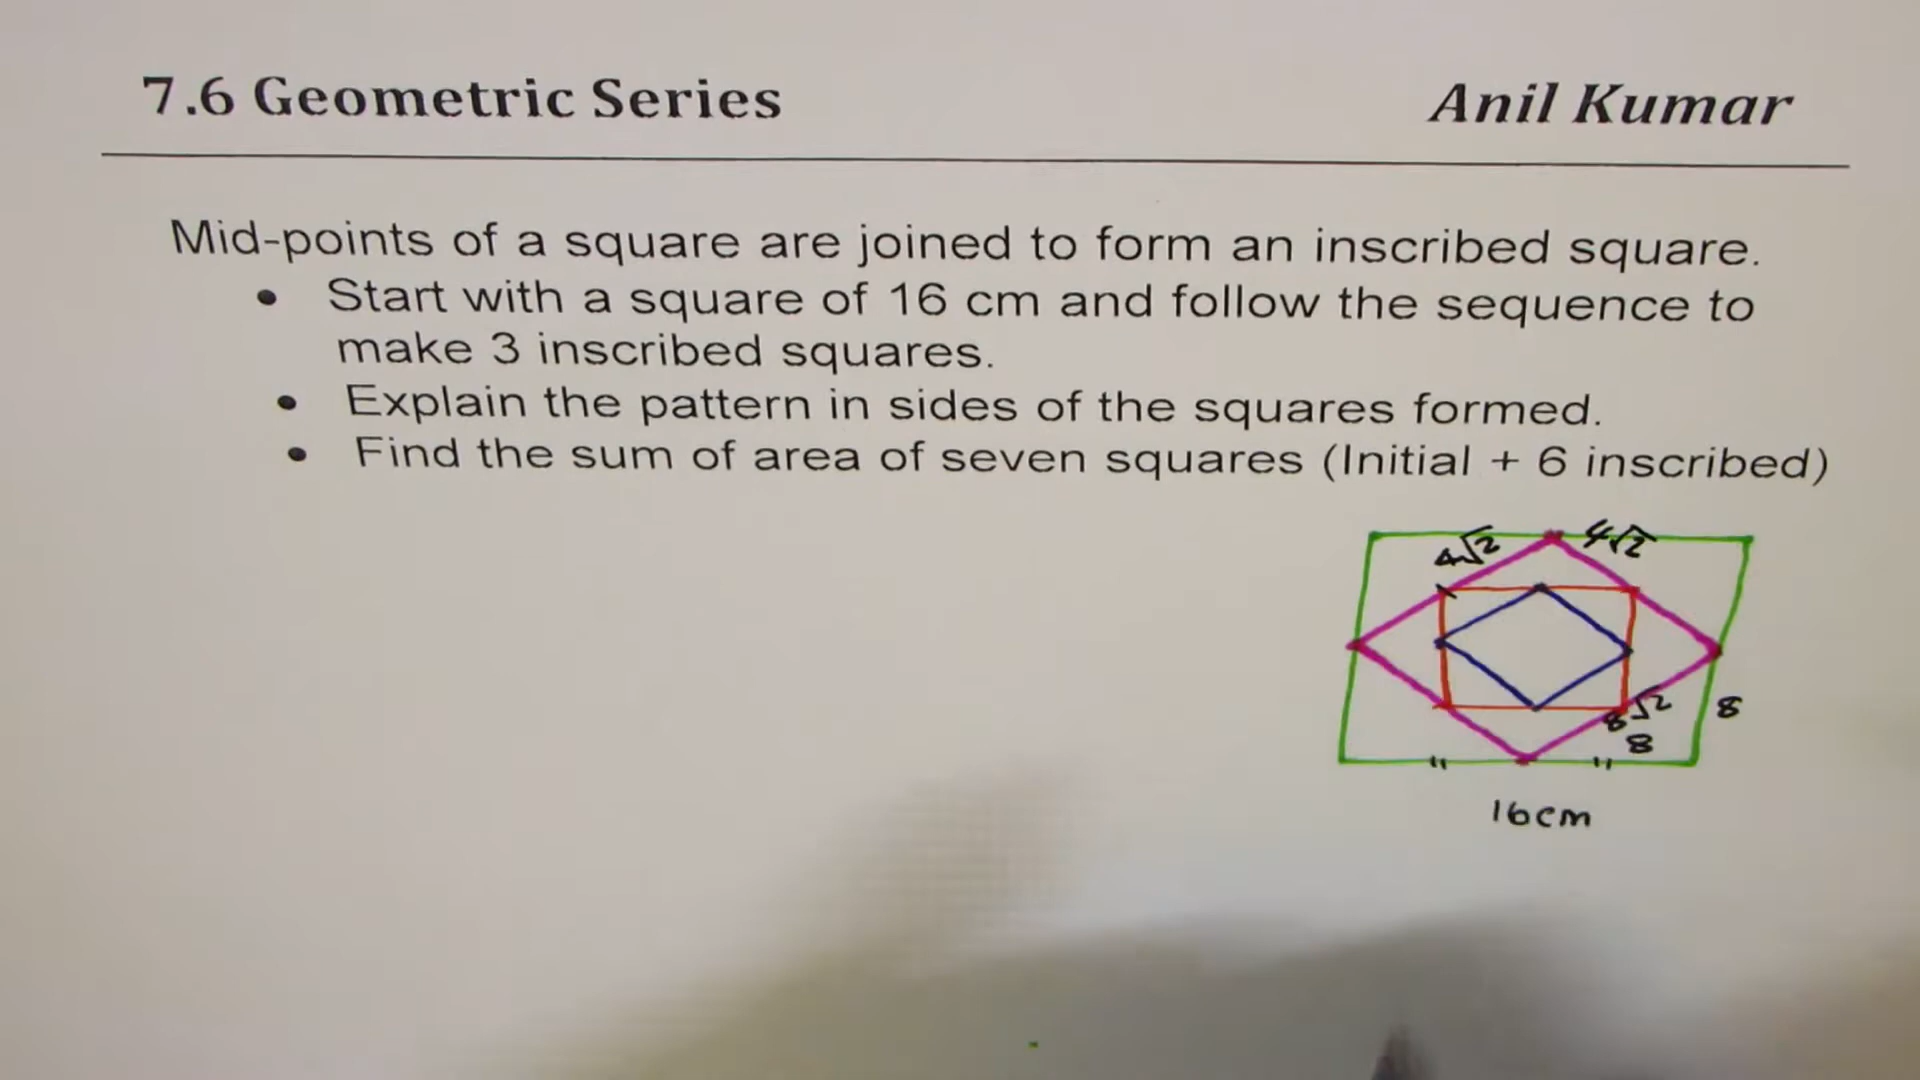 7.6 Geometric Series
Anil Kumar
Mid-points of a square are joined to form an inscribed square.
• Start with a square of 16 cm and follow the sequence to
make 3 inscribed squares.
• Explain the pattern in sides of the squares formed.
• Find the sum of area of seven squares (Initial + 6 inscribed)
4√2 4√2
8√2 8
8
16cm